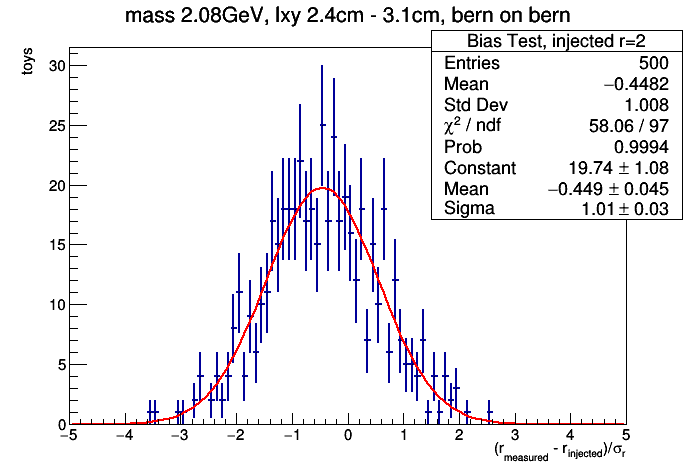 mass 2.08GeV, lxy 2.4cm - 3.1cm, bern on bern
Bias Test, injected r=2
Entries 500
Mean −0.4482
Std Dev 1.008
χ² / ndf 58.06 / 97
Prob 0.9994
Constant 19.74 ± 1.08
Mean −0.449 ± 0.045
Sigma 1.01 ± 0.03
toys
30
25
20
15
10
5
0
−5 −4 −3 −2 −1 0 1 2 3 4 5
(r_measured - r_injected)/σ_r